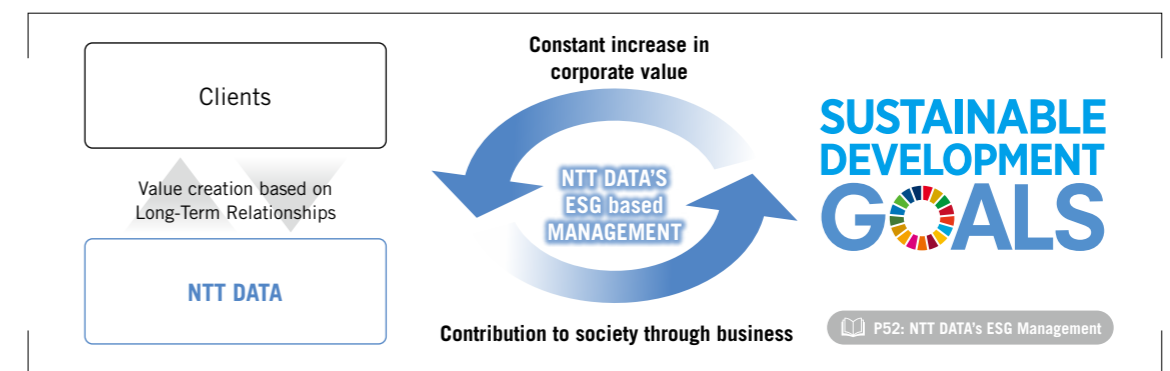 Clients
Value creation based on
Long-Term Relationships
NTT DATA
Constant increase in
corporate value
NTT DATA'S
ESG based
MANAGEMENT
Contribution to society through business
SUSTAINABLE
DEVELOPMENT
GOALS
P52: NTT DATA's ESG Management